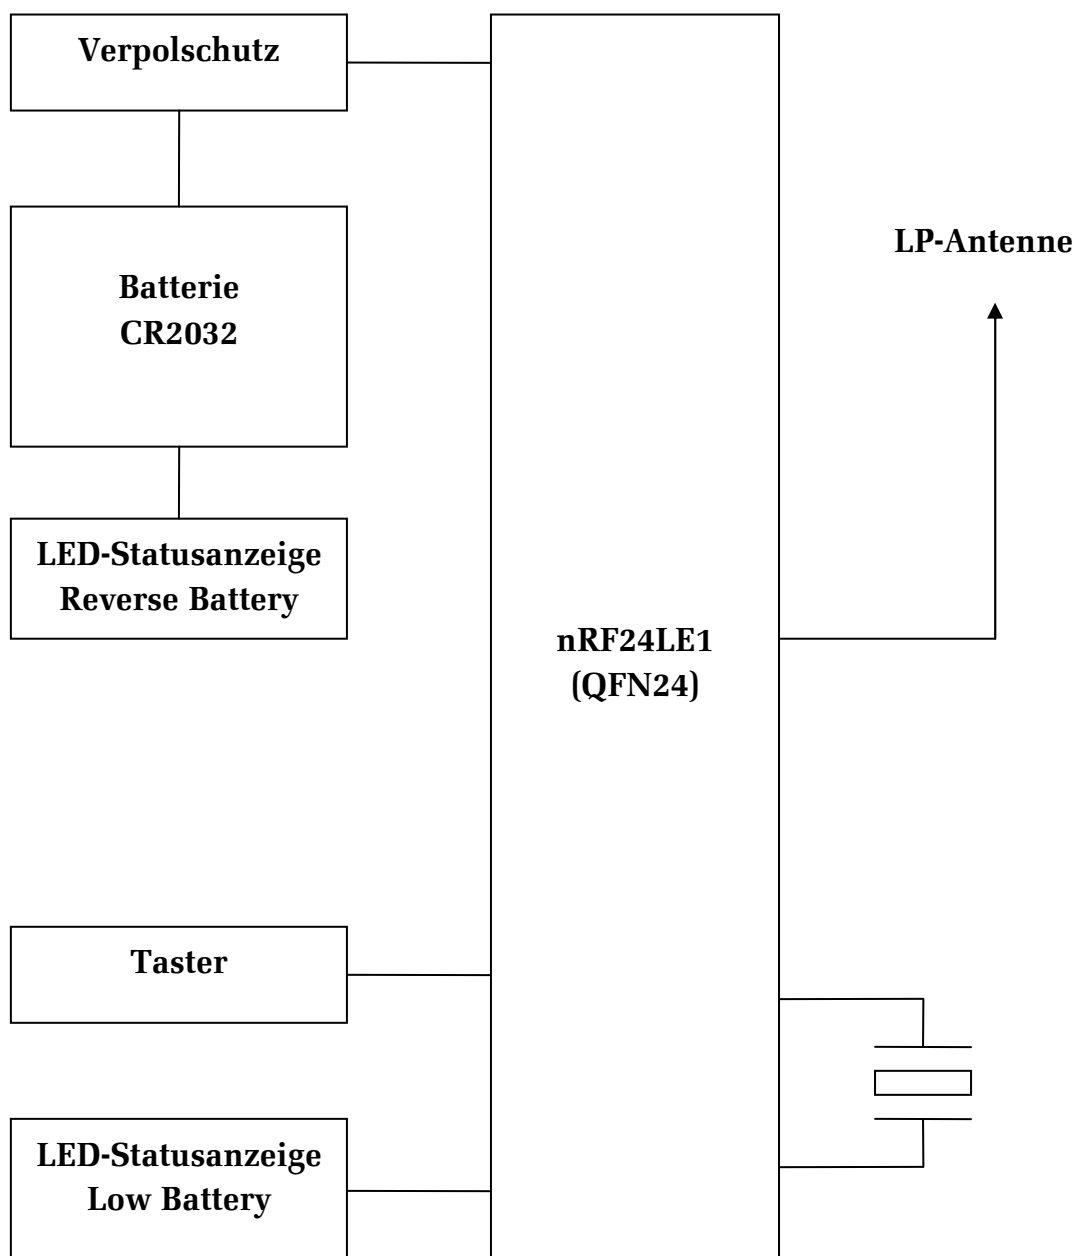 Verpolschutz
Batterie
CR2032
LED-Statusanzeige
Reverse Battery
Taster
LED-Statusanzeige
Low Battery
nRF24LE1
(QFN24)
LP-Antenne